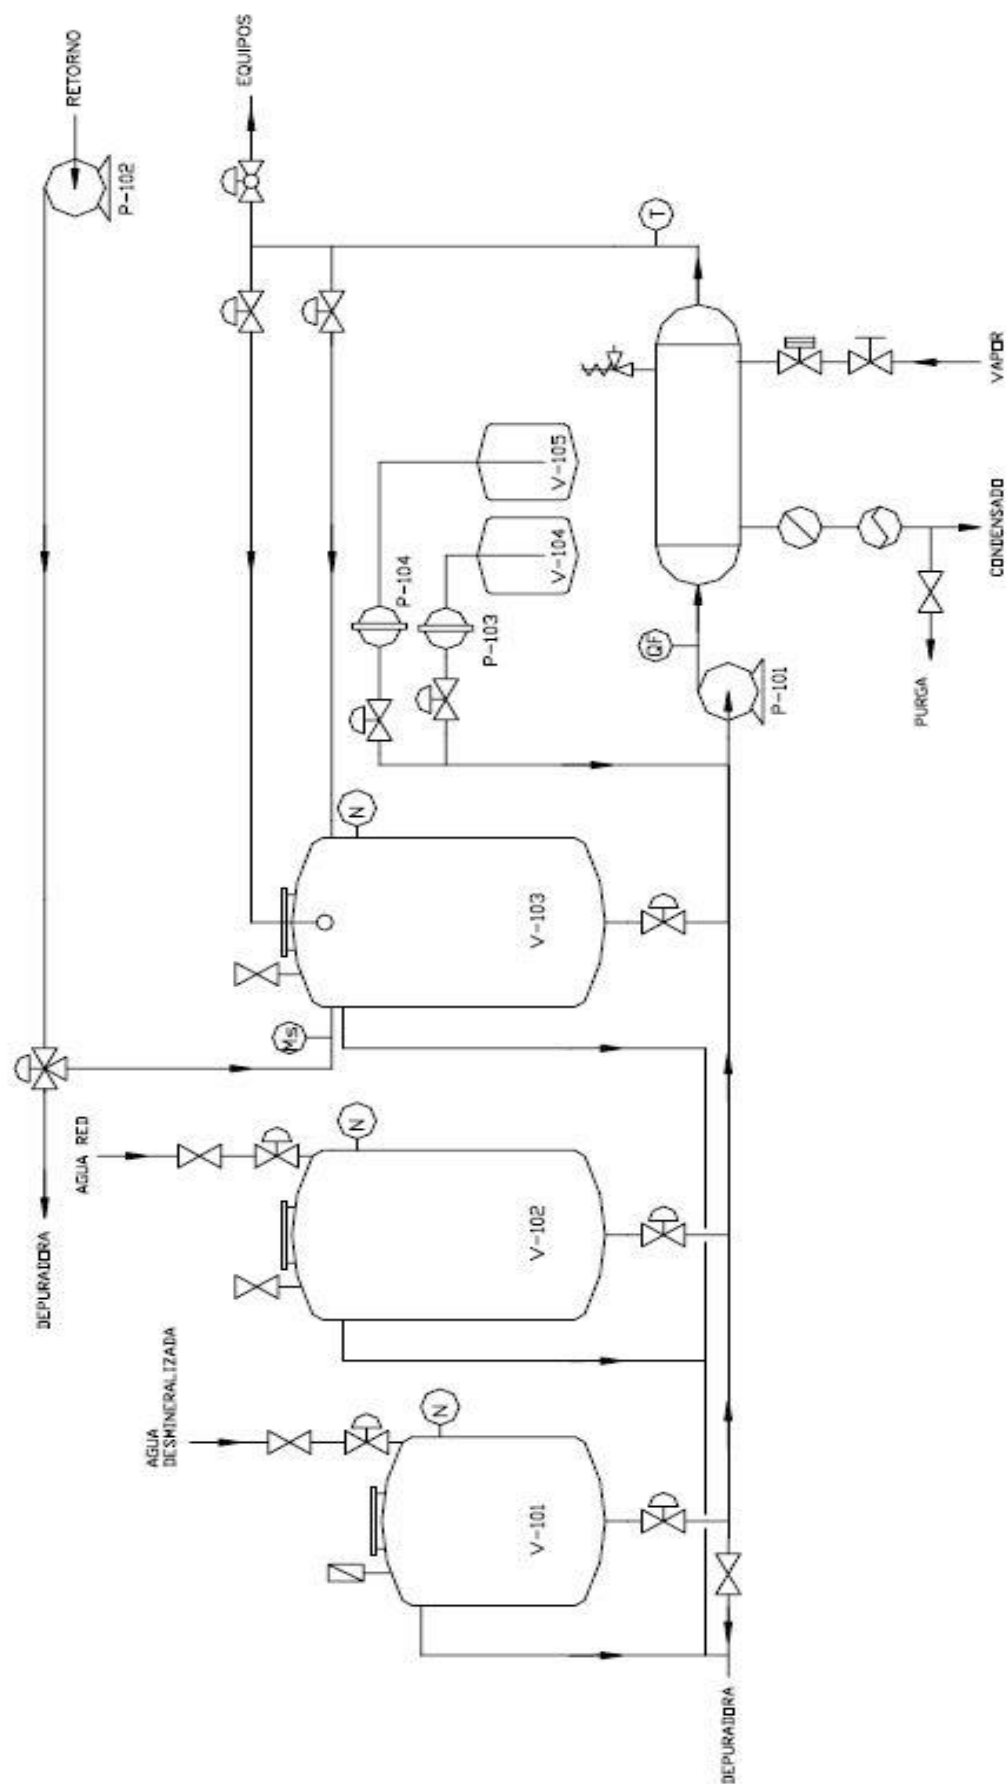 RETORNO
P-102
EQUIPOS
DEPURADORA
AGUA RED
AGUA
DESMINERALIZADA
Ms
N
N
N
T
V-101
V-102
V-103
P-104
P-103
V-105
V-104
QF
P-101
PURGA
CONDENSADO
VAPOR
DEPURADORA